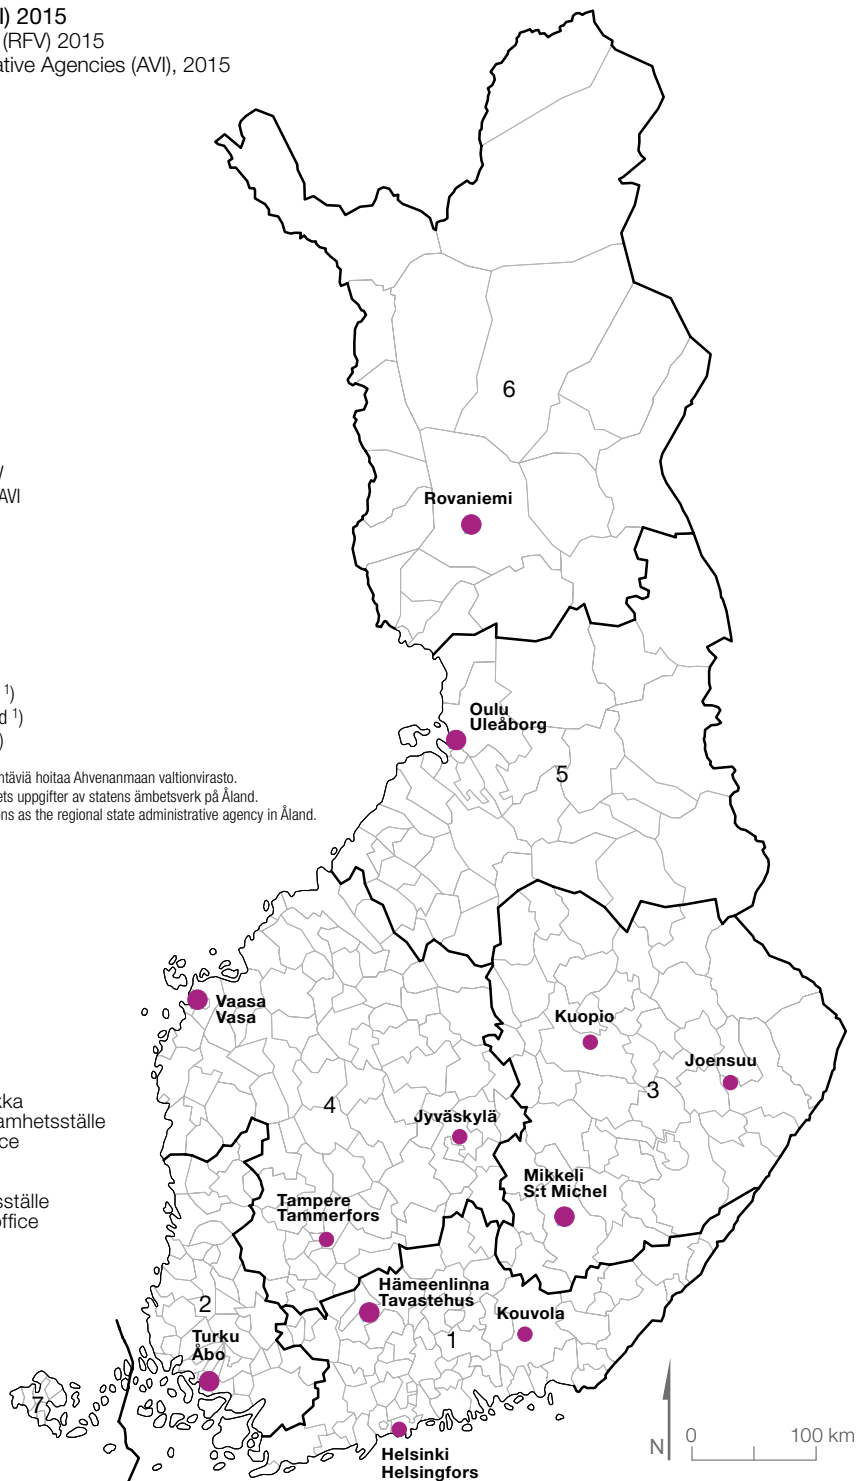 I) 2015
(RFV) 2015
ative Agencies (AVI), 2015
6
AVI
Rovaniemi
1)
d 1)
)
Oulu
Uleåborg
ntäviä hoitaa Ahvenanmaan valtionvirasto.
ets uppgifter av statens ämbetsverk på Åland.
ons as the regional state administrative agency in Åland.
5
Vaasa
Vasa
Kuopio
Joensuu
3
kka
amhetsställe
ce
4
Jyväskylä
Mikkeli
S:t Michel
sställe
office
Tampere
Tammerfors
Hämeenlinna
Tavastehus
Kouvola
2
Turku
Åbo
1
7
N
0 100 km
Helsinki
Helsingfors